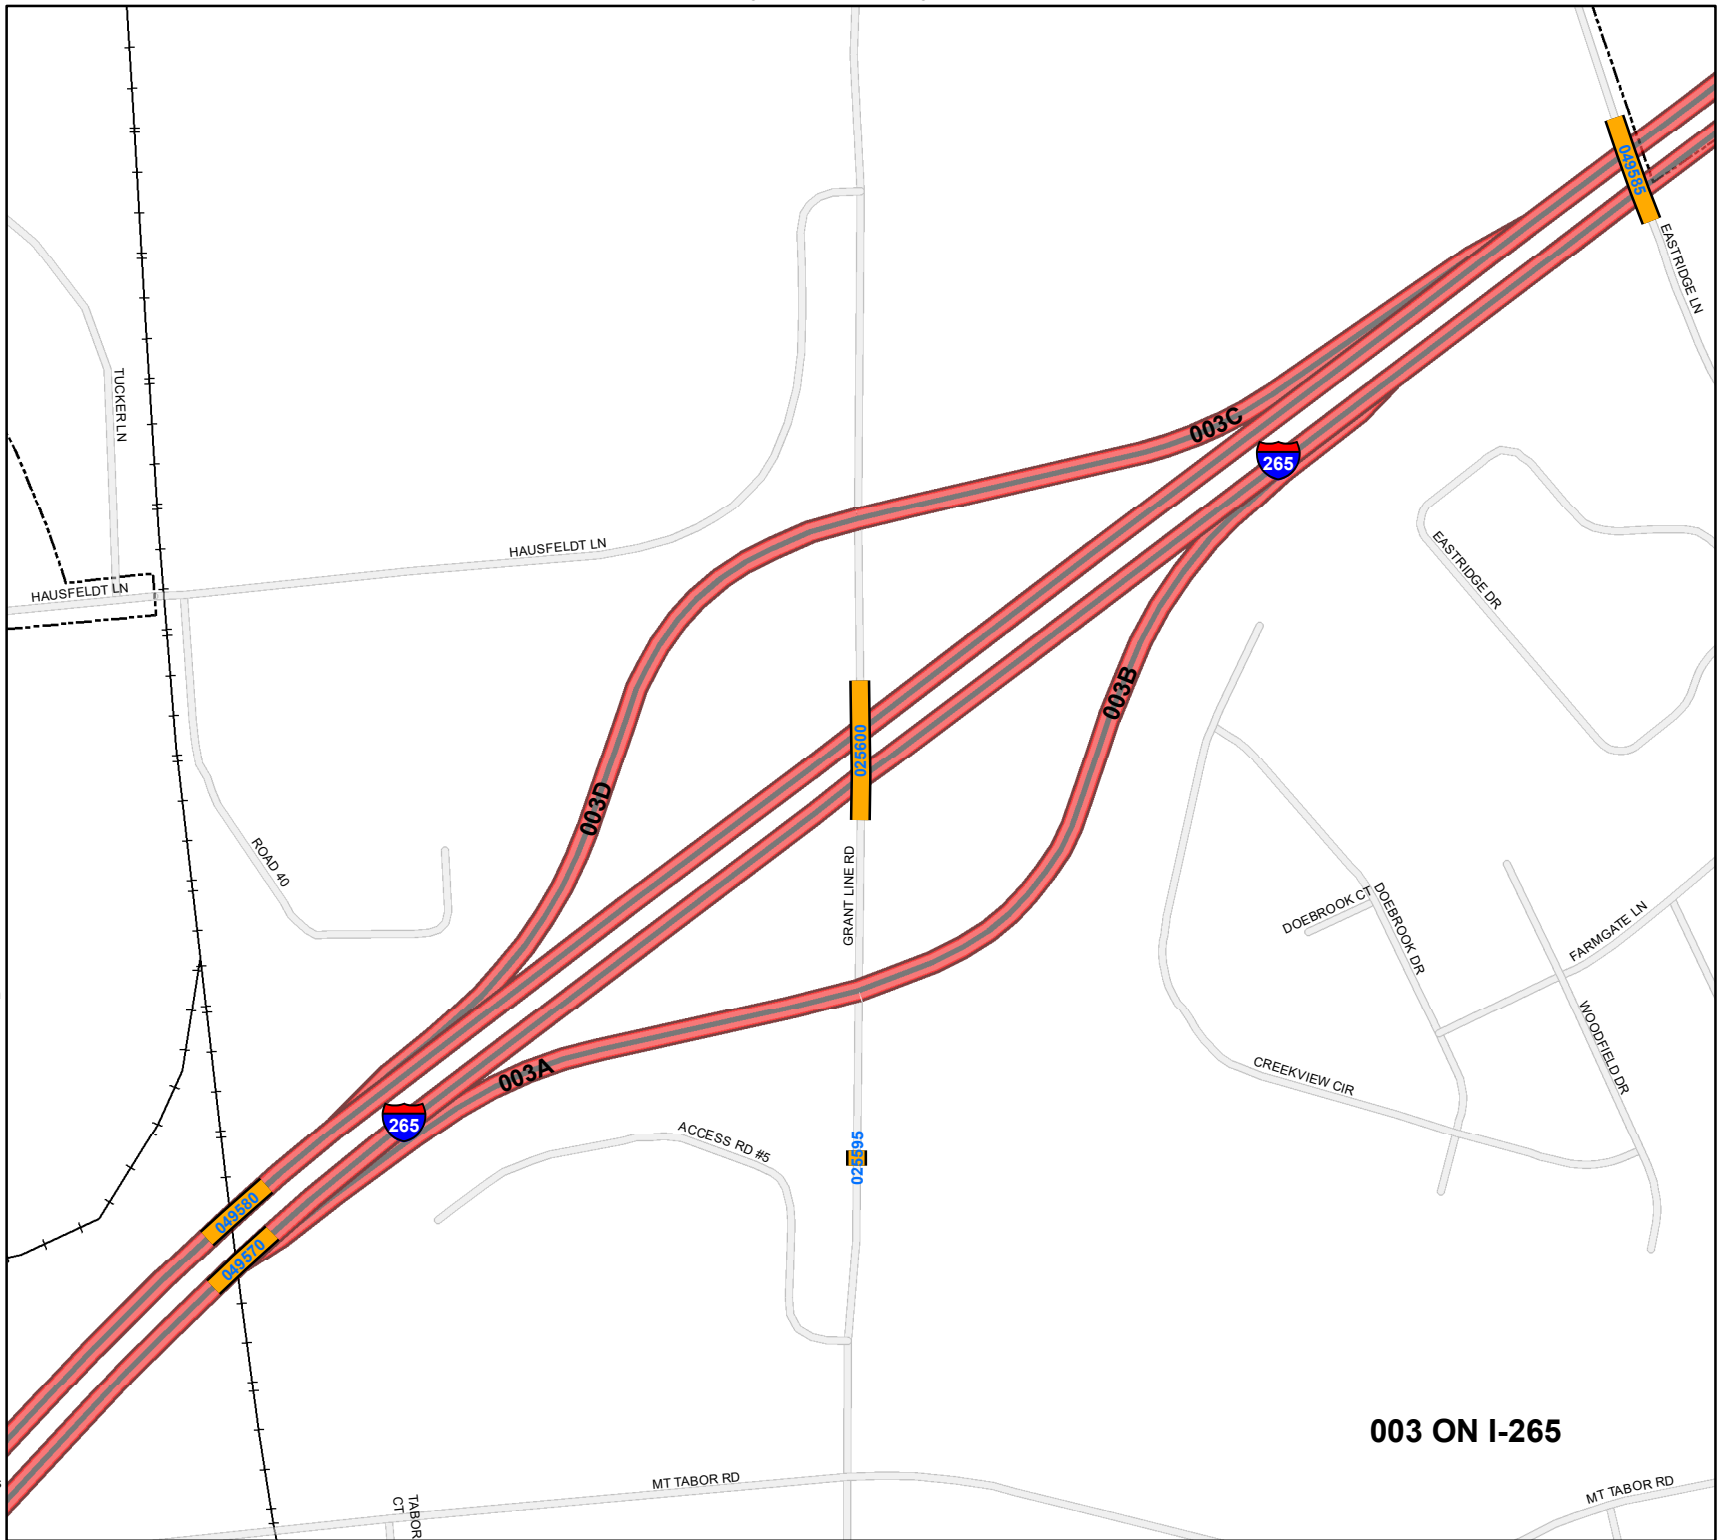 049585
EASTRIDGE LN
TUCKER LN
003C
265
HAUSFELDT LN
EASTRIDGE DR
HAUSFELDT LN
003B
025600
003D
ROAD 40
GRANT LINE RD
DOEBROOK CT
DOEBROOK DR
FARMGATE LN
WOODFIELD DR
003A
CREEKVIEW CIR
265
ACCESS RD #5
025595
049580
049570
003 ON I-265
MT TABOR RD
MT TABOR RD
TABOR
CT